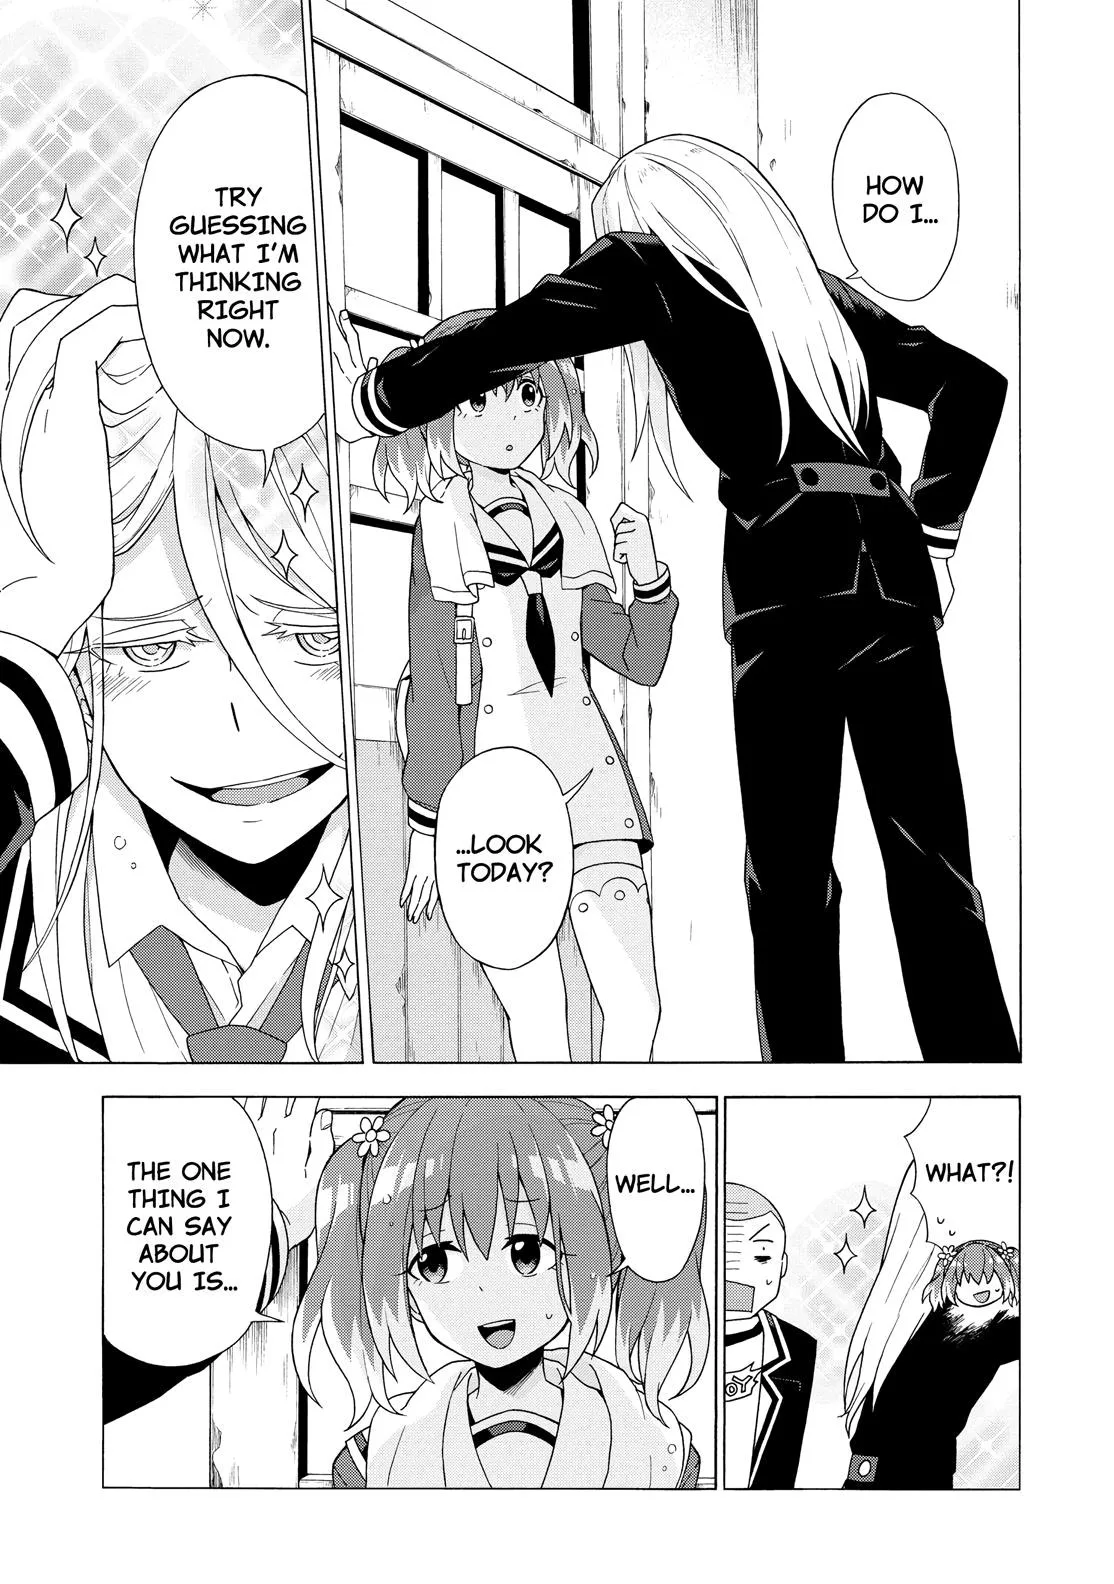 HOW
DO I...
...LOOK
TODAY?
TRY
GUESSING
WHAT I'M
THINKING
RIGHT
NOW.
WHAT?!
WELL...
THE ONE
THING I
CAN SAY
ABOUT
YOU IS...